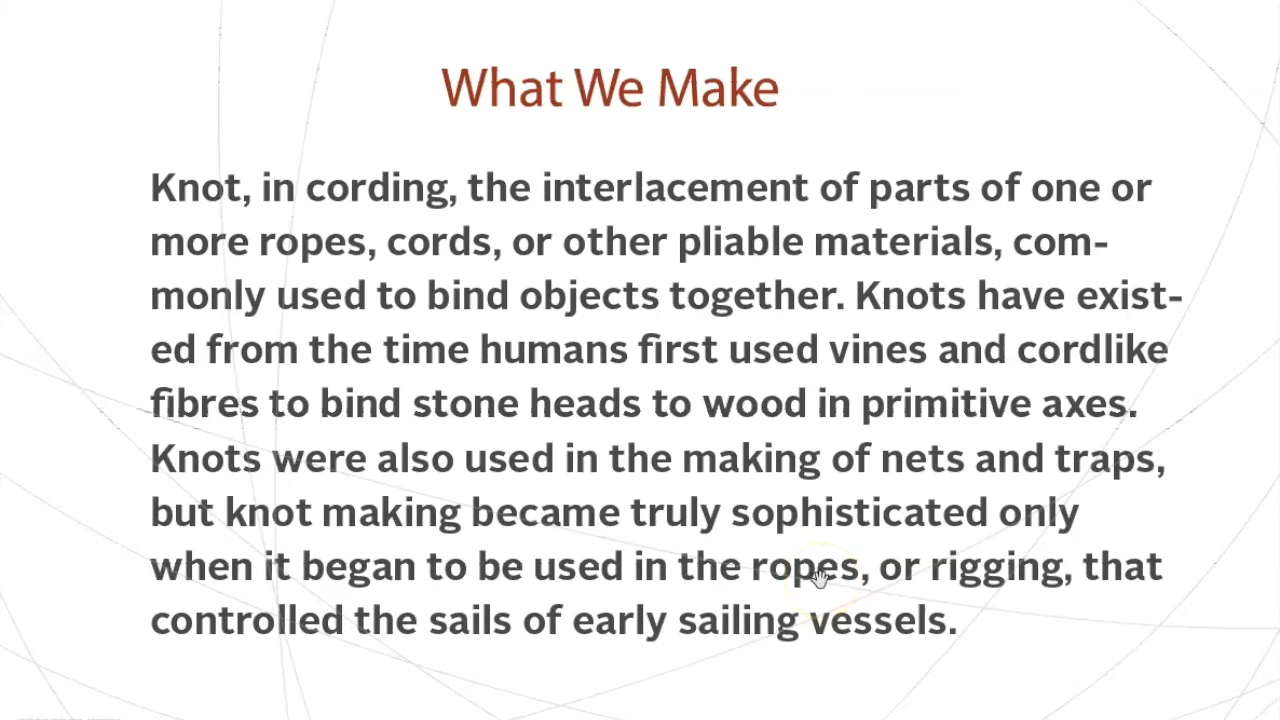 What We Make
Knot, in cording, the interlacement of parts of one or
more ropes, cords, or other pliable materials, com-
monly used to bind objects together. Knots have exist-
ed from the time humans first used vines and cordlike
fibres to bind stone heads to wood in primitive axes.
Knots were also used in the making of nets and traps,
but knot making became truly sophisticated only
when it began to be used in the ropes, or rigging, that
controlled the sails of early sailing vessels.